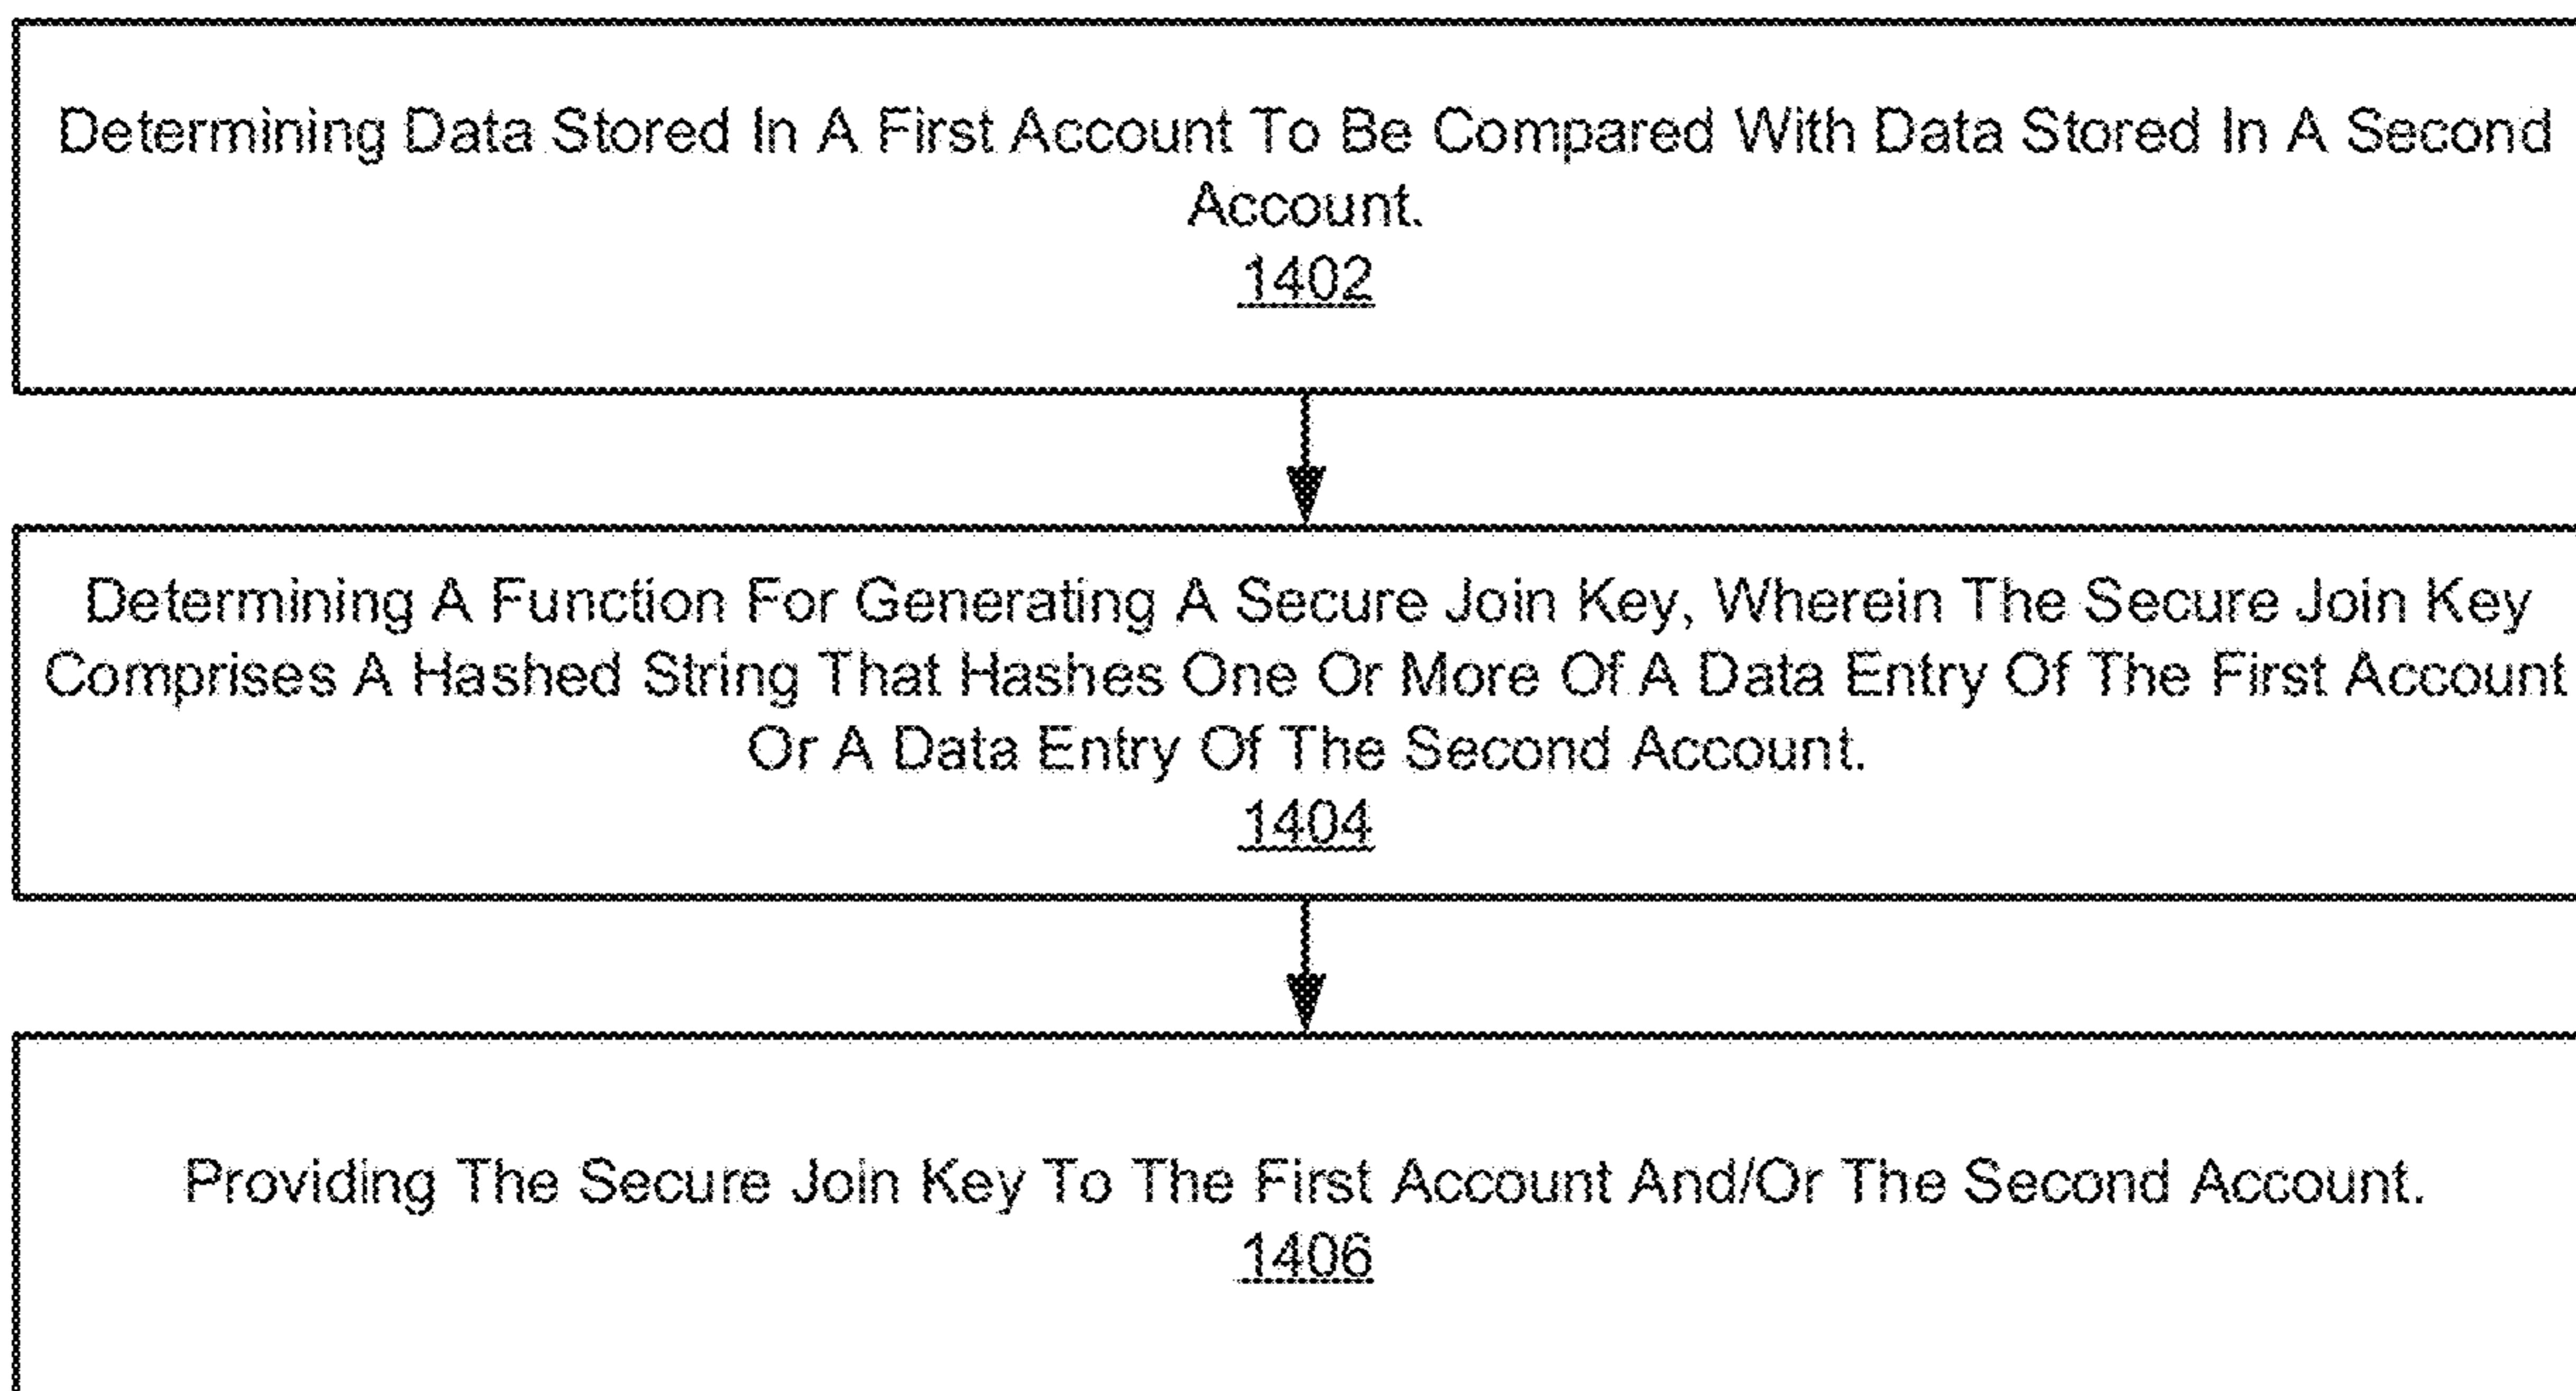 Determining Data Stored In A First Account To Be Compared With Data Stored In A Second
Account.
1402
Determining A Function For Generating A Secure Join Key, Wherein The Secure Join Key
Comprises A Hashed String That Hashes One Or More Of A Data Entry Of The First Account
Or A Data Entry Of The Second Account.
1404
Providing The Secure Join Key To The First Account And/Or The Second Account.
1406